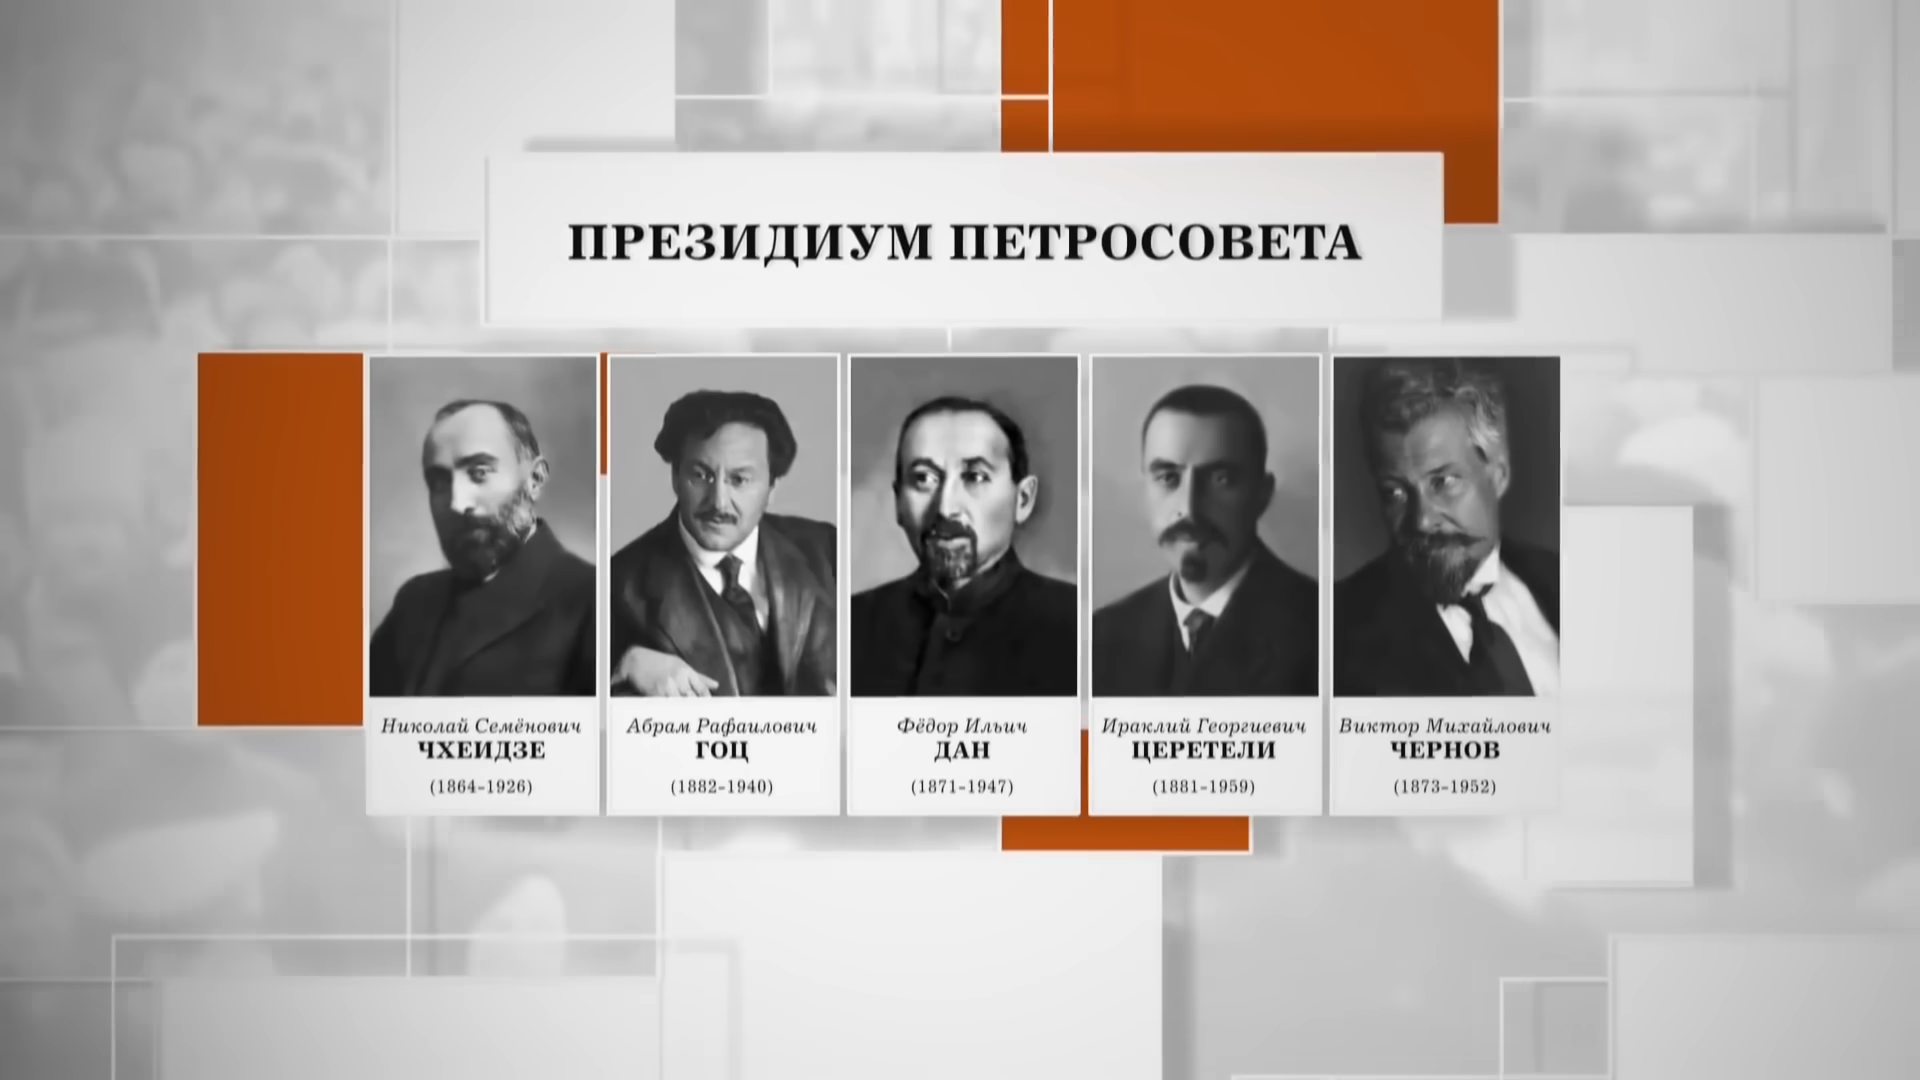 ПРЕЗИДИУМ ПЕТРОСОВЕТА
Николай Семёнович
ЧХЕИДЗЕ
(1864–1926)
Абрам Рафаилович
ГОЦ
(1882–1940)
Фёдор Ильич
ДАН
(1871–1947)
Ираклий Георгиевич
ЦЕРЕТЕЛИ
(1881–1959)
Виктор Михайлович
ЧЕРНОВ
(1873–1952)